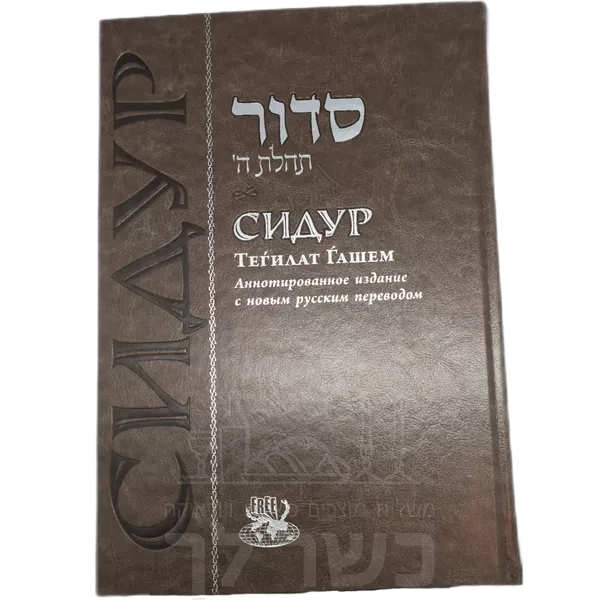 СИДУР
סדור
תהלת ה'
СИДУР
Теѓилат Ѓашем
Аннотированное издание
с новым русским переводом
FREE
כשר לך